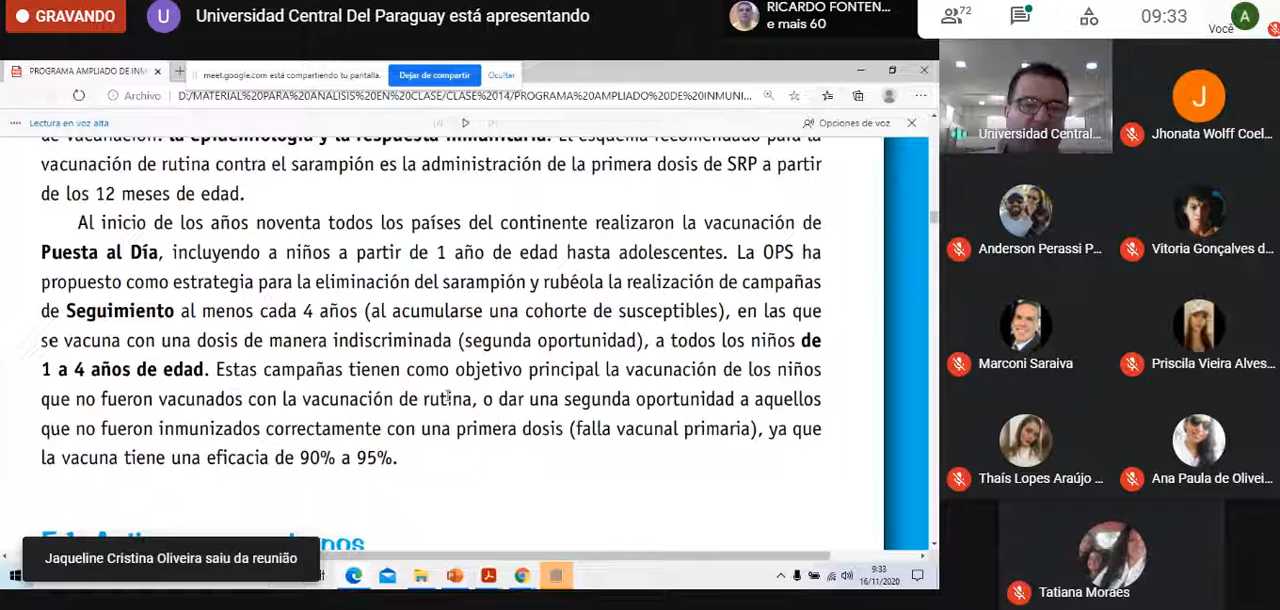 GRAVANDO
U
Universidad Central Del Paraguay está apresentando
RICARDO FONTEN...
e mais 60
72
09:33
Você
A
PROGRAMA AMPLIADO DE INM
meet.google.com está compartiendo tu pantalla.
Dejar de compartir
Ocultar
Archivo
D:/MATERIAL%20PARA%20ANALISIS%20EN%20CLASE/CLASE%2014/PROGRAMA%20AMPLIADO%20DE%20INMUNI...
Lectura en voz alta
Opciones de voz
de vacunación: la epidemiología y la respuesta inmunitaria. El esquema recomendado para la
vacunación de rutina contra el sarampión es la administración de la primera dosis de SRP a partir
de los 12 meses de edad.
Al inicio de los años noventa todos los países del continente realizaron la vacunación de
Puesta al Día, incluyendo a niños a partir de 1 año de edad hasta adolescentes. La OPS ha
propuesto como estrategia para la eliminación del sarampión y rubéola la realización de campañas
de Seguimiento al menos cada 4 años (al acumularse una cohorte de susceptibles), en las que
se vacuna con una dosis de manera indiscriminada (segunda oportunidad), a todos los niños de
1 a 4 años de edad. Estas campañas tienen como objetivo principal la vacunación de los niños
que no fueron vacunados con la vacunación de rutina, o dar una segunda oportunidad a aquellos
que no fueron inmunizados correctamente con una primera dosis (falla vacunal primaria), ya que
la vacuna tiene una eficacia de 90% a 95%.
Jaqueline Cristina Oliveira saiu da reunião
9:33
16/11/2020
Universidad Central...
J
Jhonata Wolff Coel...
Anderson Perassi P...
Vitoria Gonçalves d...
Marconi Saraiva
Priscila Vieira Alves...
Thaís Lopes Araújo ...
Ana Paula de Olivei...
Tatiana Moraes